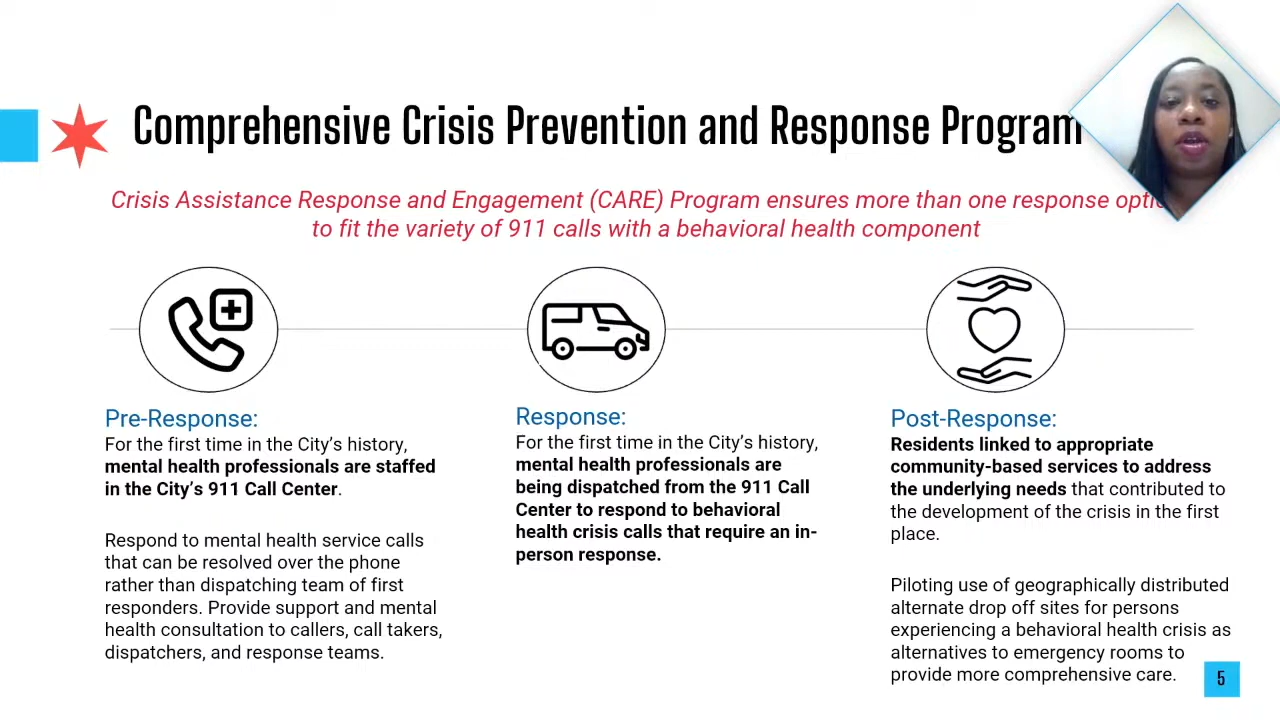 Comprehensive Crisis Prevention and Response Program
Crisis Assistance Response and Engagement (CARE) Program ensures more than one response
to fit the variety of 911 calls with a behavioral health component
Pre-Response:
For the first time in the City’s history,
mental health professionals are staffed
in the City’s 911 Call Center.
Respond to mental health service calls
that can be resolved over the phone
rather than dispatching team of first
responders. Provide support and mental
health consultation to callers, call takers,
dispatchers, and response teams.
Response:
For the first time in the City’s history,
mental health professionals are
being dispatched from the 911 Call
Center to respond to behavioral
health crisis calls that require an in-
person response.
Post-Response:
Residents linked to appropriate
community-based services to address
the underlying needs that contributed to
the development of the crisis in the first
place.
Piloting use of geographically distributed
alternate drop off sites for persons
experiencing a behavioral health crisis as
alternatives to emergency rooms to
provide more comprehensive care.
5